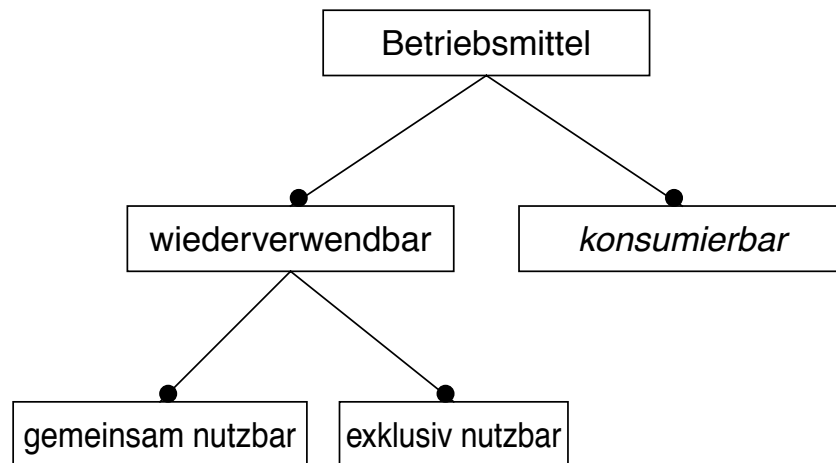 Betriebsmittel
wiederverwendbar
konsumierbar
gemeinsam nutzbar
exklusiv nutzbar